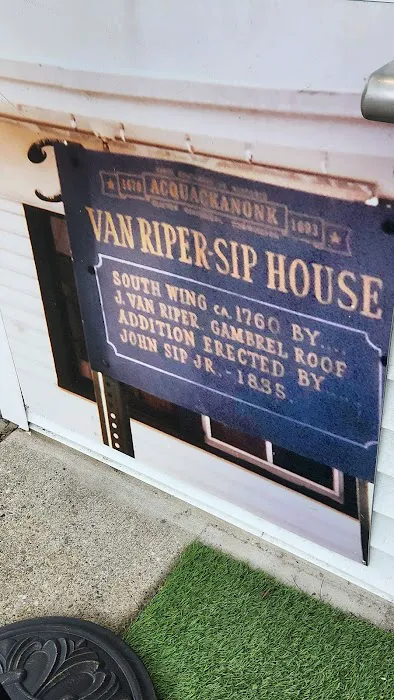 1678 ACQUACKANONK 1693
VAN RIPER-SIP HOUSE
SOUTH WING CA. 1760 BY....
J. VAN RIPER. GAMBREL ROOF
ADDITION ERECTED BY
JOHN SIP JR. - 1835